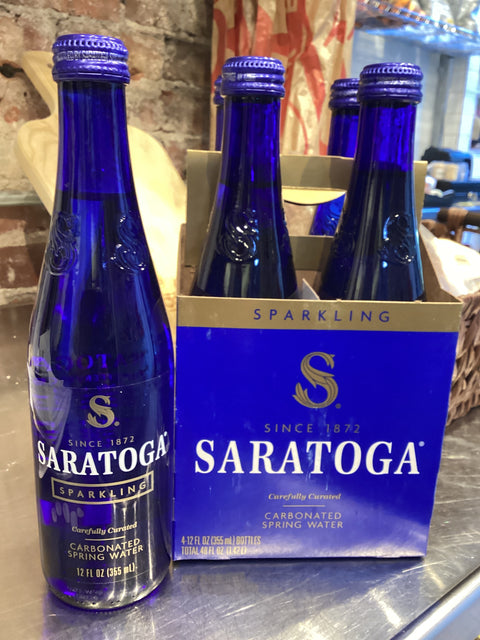 S
SINCE 1872
SARATOGA®
SPARKLING
Carefully Curated
CARBONATED
SPRING WATER
12 FL OZ (355 mL)
SPARKLING
S
SINCE 1872
SARATOGA®
Carefully Curated
CARBONATED
SPRING WATER
4-12 FL OZ (355 mL) BOTTLES
TOTAL 48 FL OZ (1.42 L)